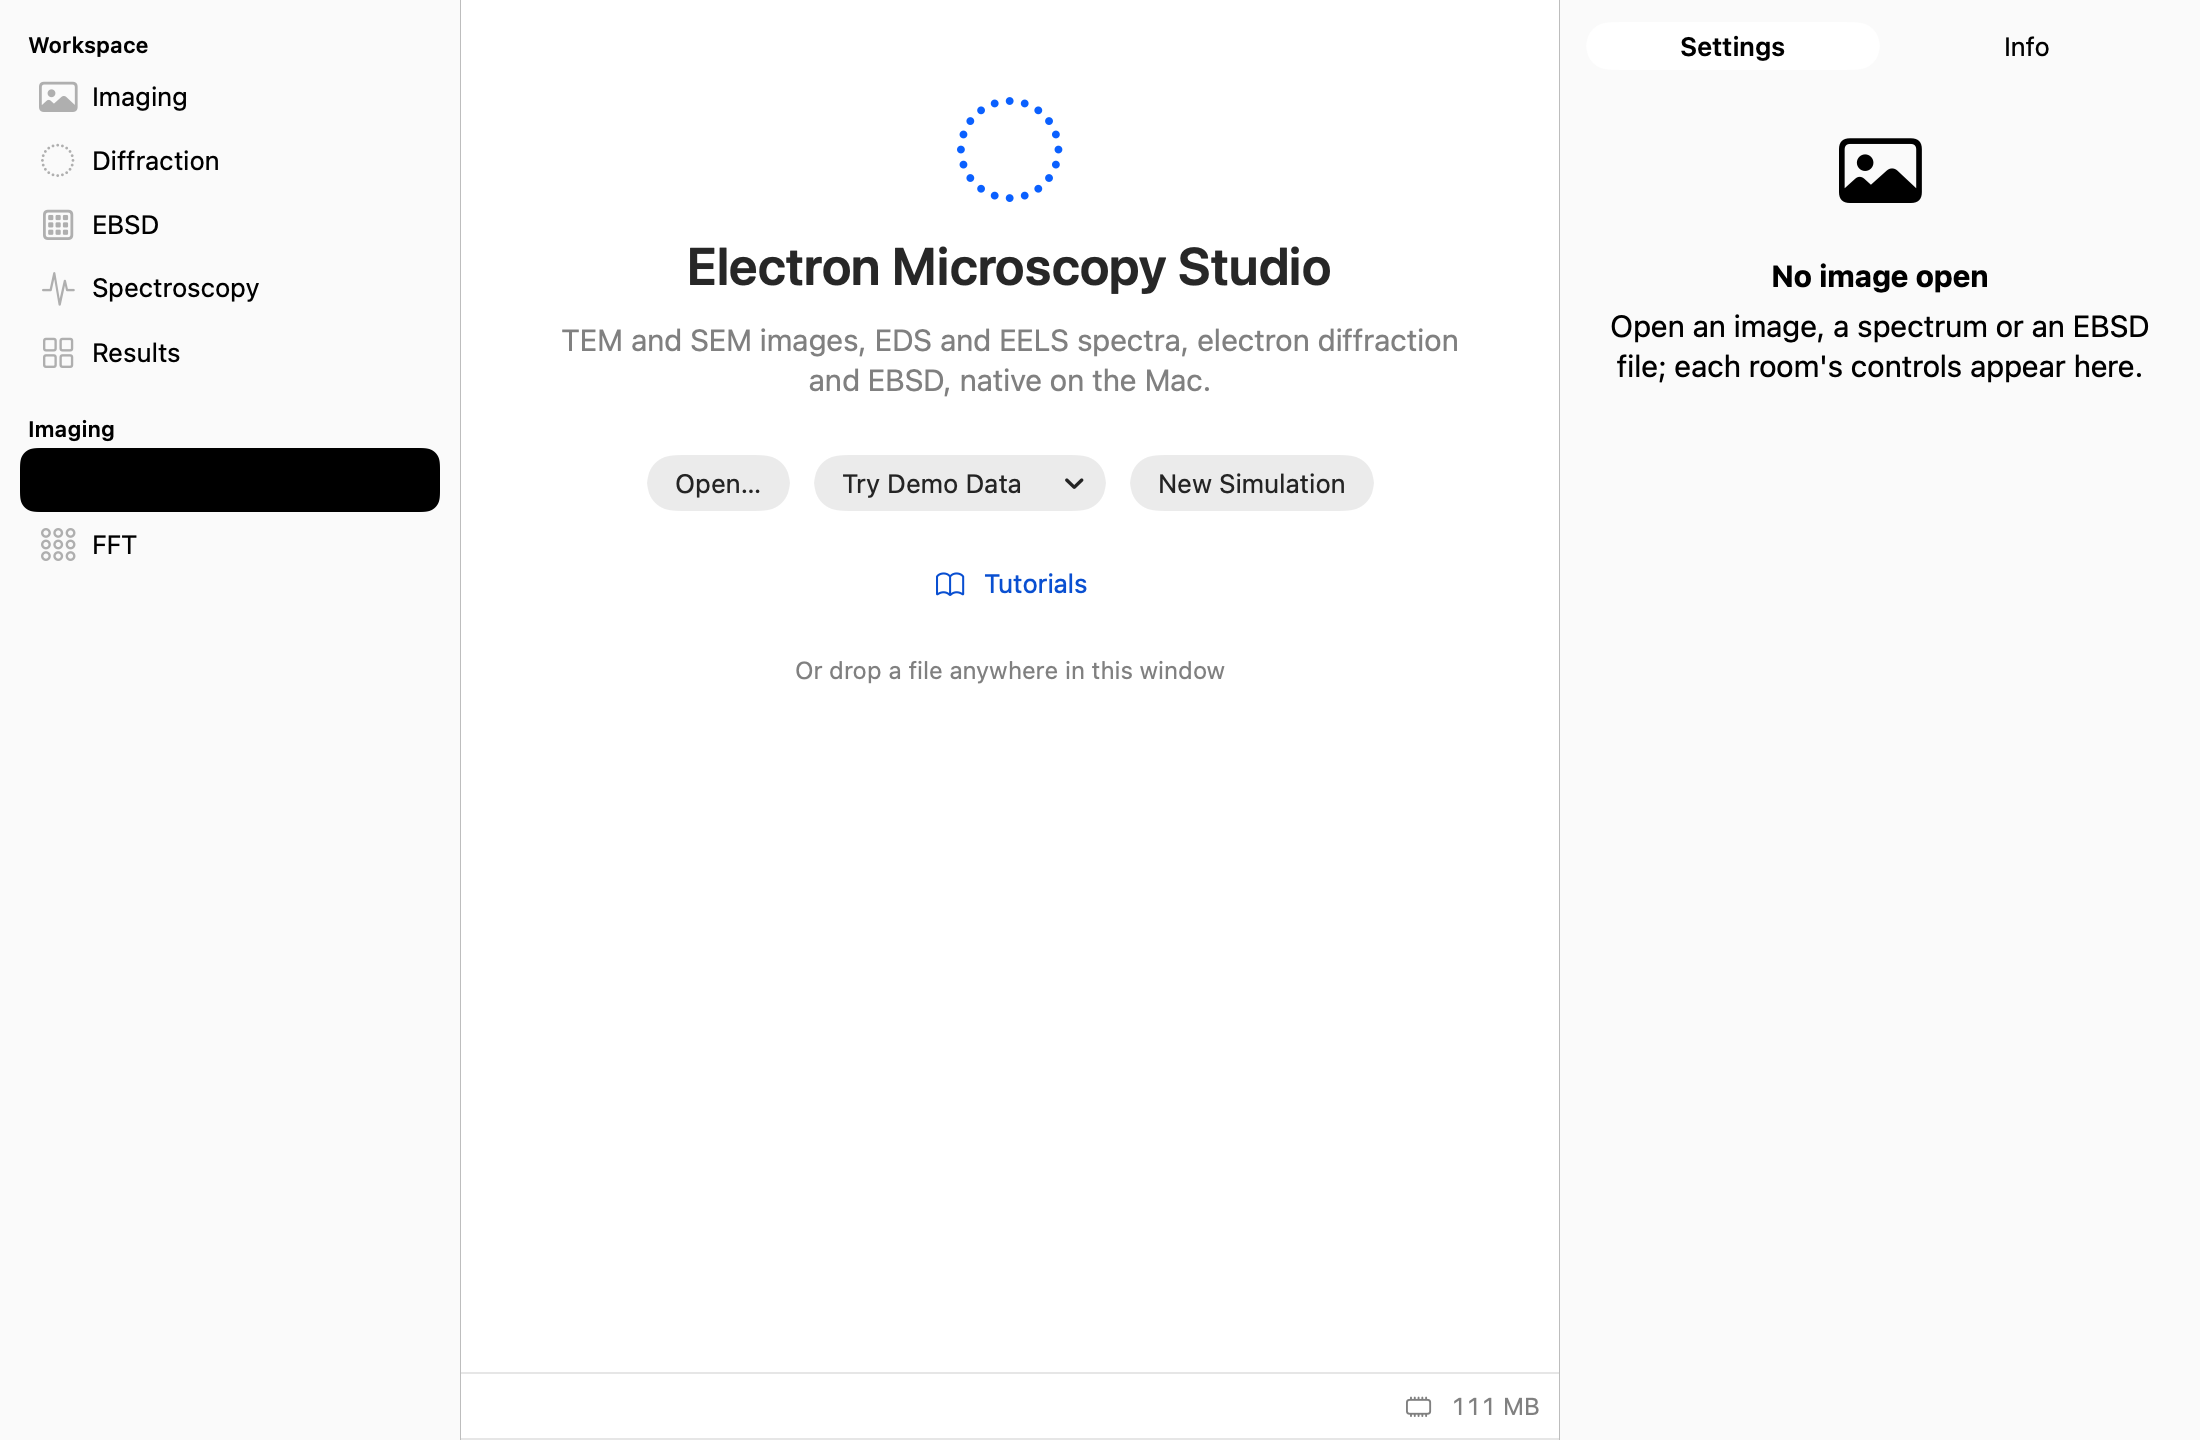 Workspace
Imaging
Diffraction
EBSD
Spectroscopy
Results
Imaging
FFT
Electron Microscopy Studio
TEM and SEM images, EDS and EELS spectra, electron diffraction
and EBSD, native on the Mac.
Open...
Try Demo Data
New Simulation
Tutorials
Or drop a file anywhere in this window
111 MB
Settings
Info
No image open
Open an image, a spectrum or an EBSD
file; each room's controls appear here.